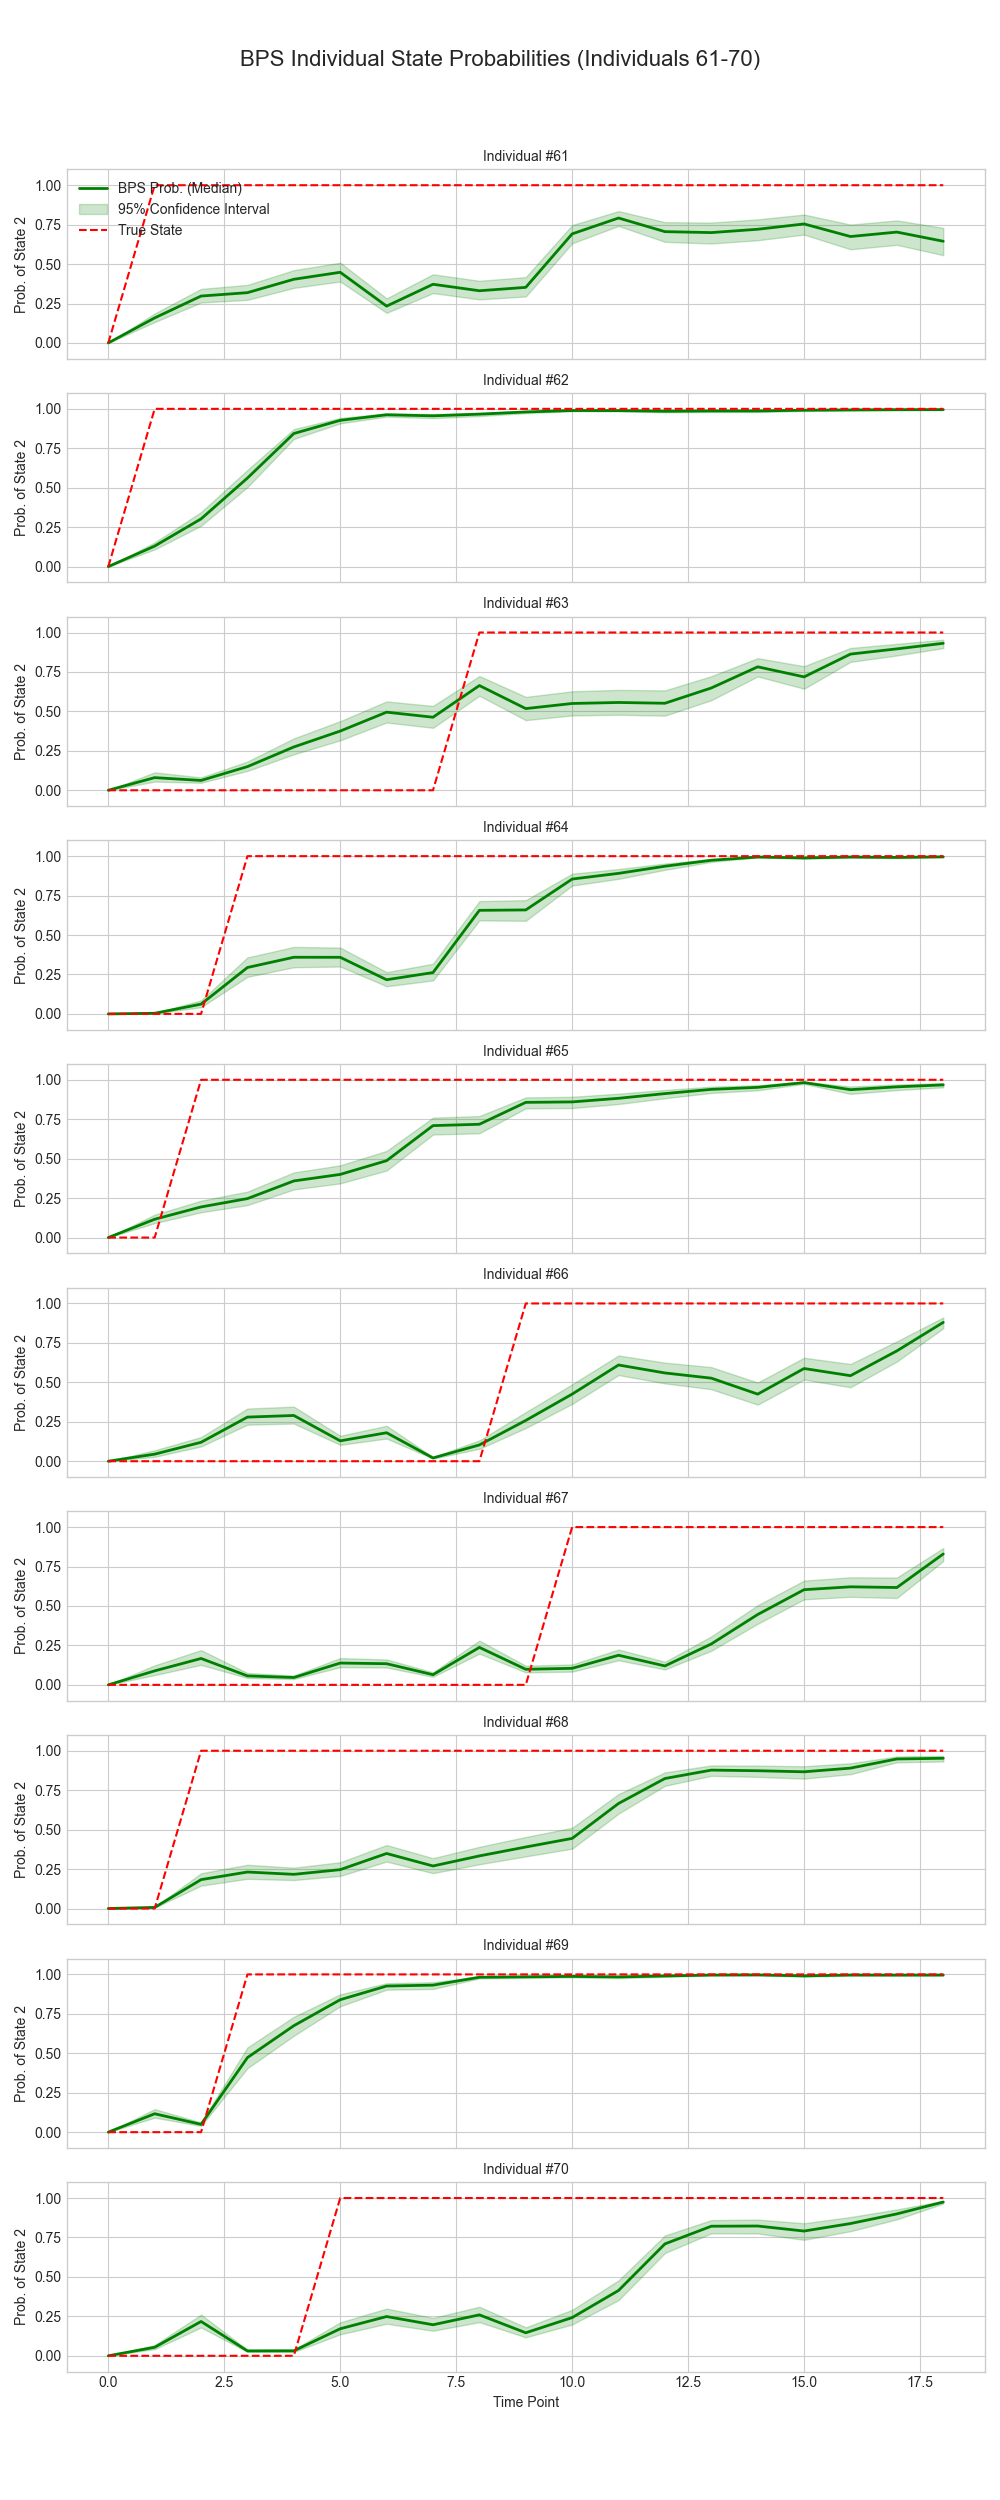 BPS Individual State Probabilities (Individuals 61-70)
Individual #61
1.00
0.75
0.50
0.25
0.00
Prob. of State 2
BPS Prob. (Median)
95% Confidence Interval
True State
Individual #62
1.00
0.75
0.50
0.25
0.00
Prob. of State 2
Individual #63
1.00
0.75
0.50
0.25
0.00
Prob. of State 2
Individual #64
1.00
0.75
0.50
0.25
0.00
Prob. of State 2
Individual #65
1.00
0.75
0.50
0.25
0.00
Prob. of State 2
Individual #66
1.00
0.75
0.50
0.25
0.00
Prob. of State 2
Individual #67
1.00
0.75
0.50
0.25
0.00
Prob. of State 2
Individual #68
1.00
0.75
0.50
0.25
0.00
Prob. of State 2
Individual #69
1.00
0.75
0.50
0.25
0.00
Prob. of State 2
Individual #70
1.00
0.75
0.50
0.25
0.00
Prob. of State 2
0.0 2.5 5.0 7.5 10.0 12.5 15.0 17.5
Time Point